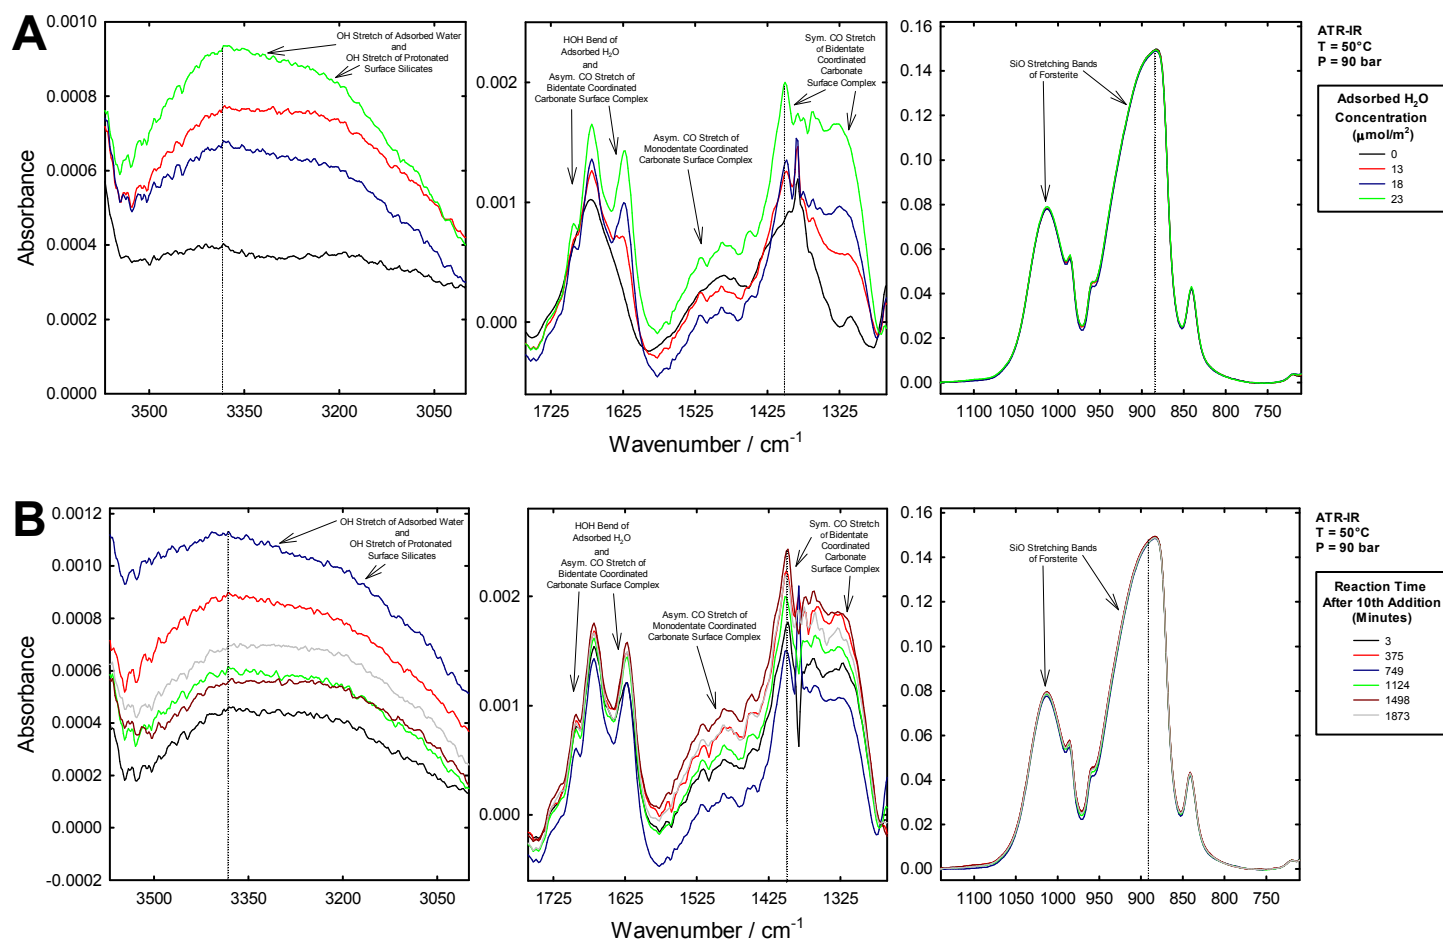 A
0.0010
0.0008
0.0006
0.0004
0.0002
0.0000
Absorbance
3500
3350
3200
3050
OH Stretch of Adsorbed Water
and
OH Stretch of Protonated
Surface Silicates
0.002
0.001
0.000
1725
1625
1525
1425
1325
Wavenumber / cm⁻¹
HOH Bend of
Adsorbed H₂O
and
Asym. CO Stretch of
Bidentate Coordinated
Carbonate Surface Complex
Asym. CO Stretch of
Monodentate Coordinated
Carbonate Surface Complex
Sym. CO Stretch
of Bidentate
Coordinated
Carbonate
Surface Complex
0.16
0.14
0.12
0.10
0.08
0.06
0.04
0.02
0.00
1100
1050
1000
950
900
850
800
750
SiO Stretching Bands
of Forsterite
ATR-IR
T = 50°C
P = 90 bar
Adsorbed H₂O
Concentration
(μmol/m²)
0
13
18
23
B
0.0012
0.0010
0.0008
0.0006
0.0004
0.0002
0.0000
-0.0002
Absorbance
3500
3350
3200
3050
OH Stretch of Adsorbed Water
and
OH Stretch of Protonated
Surface Silicates
0.002
0.001
0.000
1725
1625
1525
1425
1325
Wavenumber / cm⁻¹
HOH Bend of
Adsorbed H₂O
and
Asym. CO Stretch of
Bidentate Coordinated
Carbonate Surface Complex
Asym. CO Stretch of
Monodentate Coordinated
Carbonate Surface Complex
Sym. CO Stretch
of Bidentate
Coordinated
Carbonate
Surface Complex
0.16
0.14
0.12
0.10
0.08
0.06
0.04
0.02
0.00
1100
1050
1000
950
900
850
800
750
SiO Stretching Bands
of Forsterite
ATR-IR
T = 50°C
P = 90 bar
Reaction Time
After 10th Addition
(Minutes)
3
375
749
1124
1498
1873